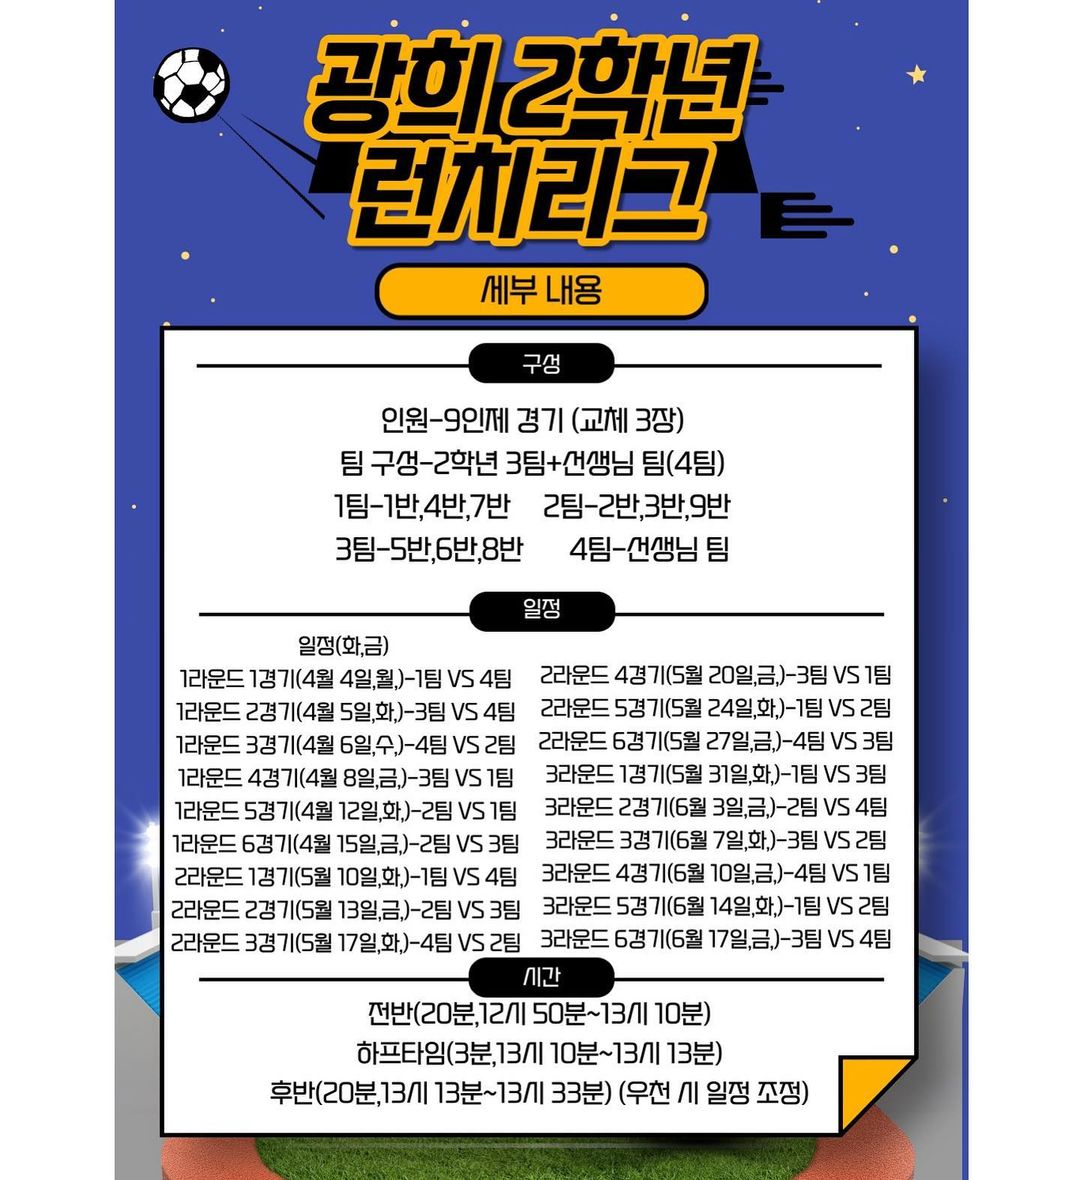 광희 2학년
런치리그
세부 내용
구성
인원-9인제 경기 (교체 3장)
팀 구성-2학년 3팀+선생님 팀(4팀)
1팀-1반,4반,7반 2팀-2반,3반,9반
3팀-5반,6반,8반 4팀-선생님 팀
일정
일정(화,금)
1라운드 1경기(4월 4일,월,)-1팀 VS 4팀
1라운드 2경기(4월 5일,화,)-3팀 VS 4팀
1라운드 3경기(4월 6일,수,)-4팀 VS 2팀
1라운드 4경기(4월 8일,금,)-3팀 VS 1팀
1라운드 5경기(4월 12일,화,)-2팀 VS 1팀
1라운드 6경기(4월 15일,금,)-2팀 VS 3팀
2라운드 1경기(5월 10일,화,)-1팀 VS 4팀
2라운드 2경기(5월 13일,금,)-2팀 VS 3팀
2라운드 3경기(5월 17일,화,)-4팀 VS 2팀
2라운드 4경기(5월 20일,금,)-3팀 VS 1팀
2라운드 5경기(5월 24일,화,)-1팀 VS 2팀
2라운드 6경기(5월 27일,금,)-4팀 VS 3팀
3라운드 1경기(5월 31일,화,)-1팀 VS 3팀
3라운드 2경기(6월 3일,금,)-2팀 VS 4팀
3라운드 3경기(6월 7일,화,)-3팀 VS 2팀
3라운드 4경기(6월 10일,금,)-4팀 VS 1팀
3라운드 5경기(6월 14일,화,)-1팀 VS 2팀
3라운드 6경기(6월 17일,금,)-3팀 VS 4팀
시간
전반(20분,12시 50분~13시 10분)
하프타임(3분,13시 10분~13시 13분)
후반(20분,13시 13분~13시 33분) (우천 시 일정 조정)